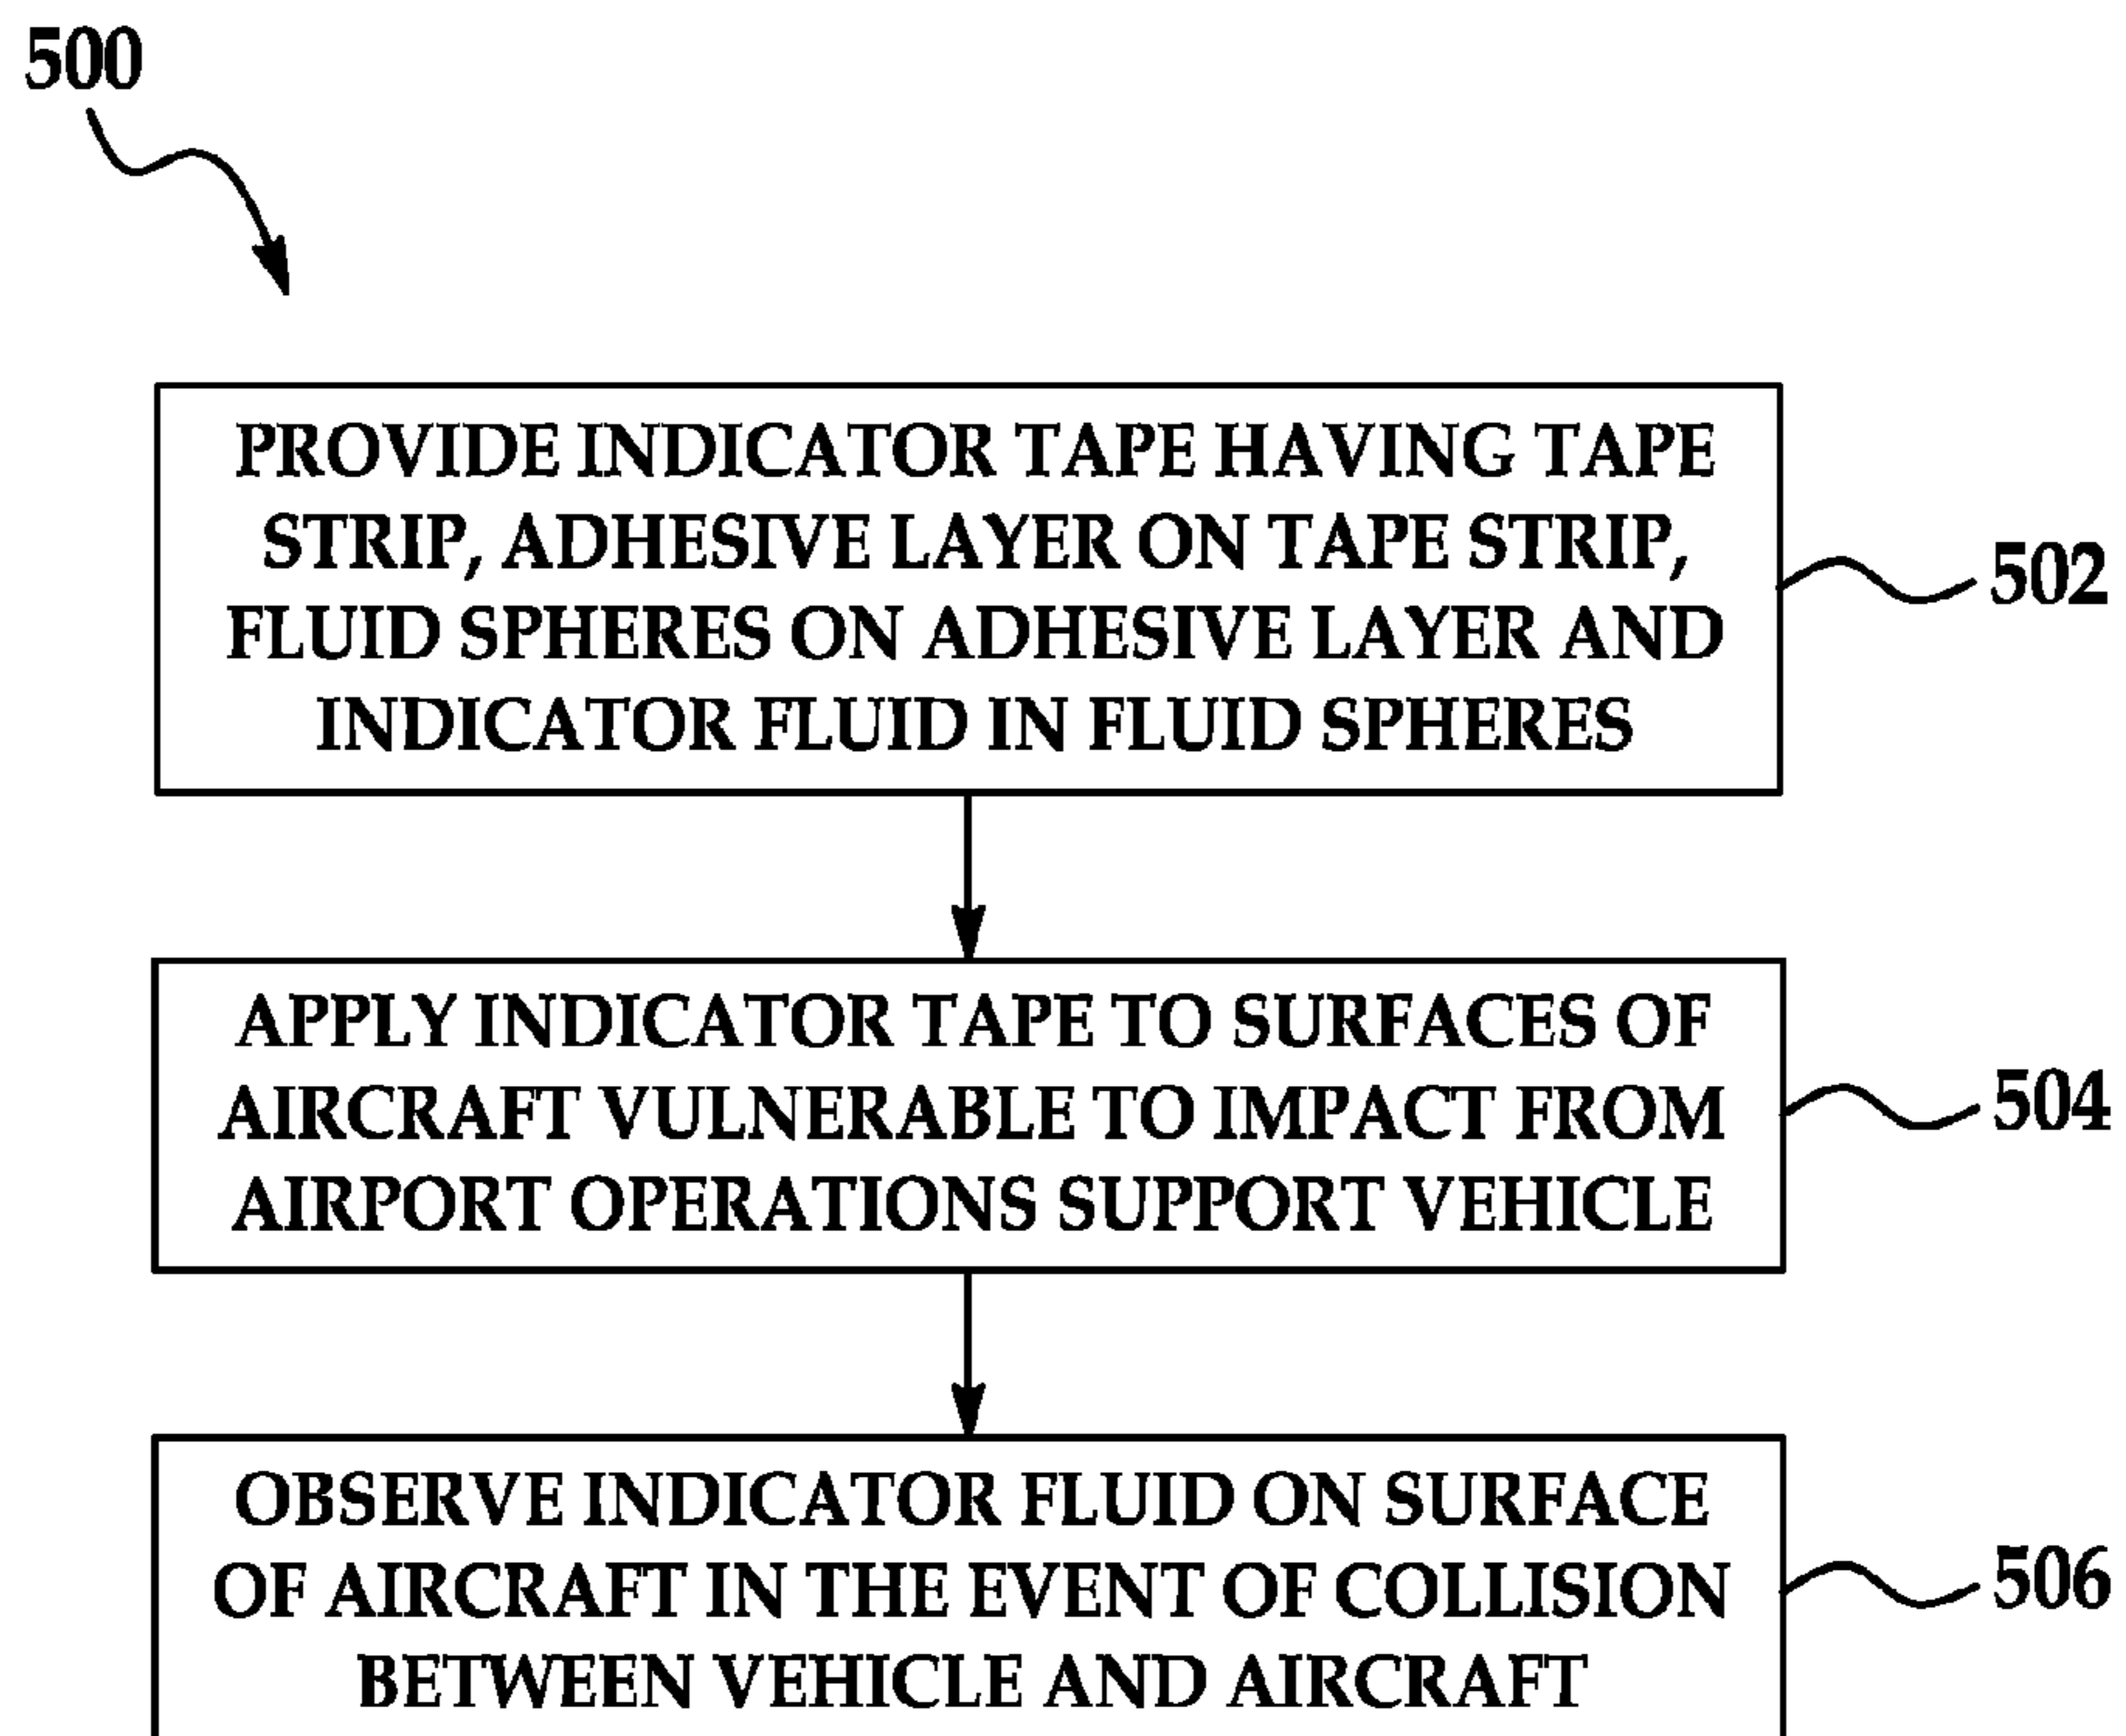 500
PROVIDE INDICATOR TAPE HAVING TAPE
STRIP, ADHESIVE LAYER ON TAPE STRIP,
FLUID SPHERES ON ADHESIVE LAYER AND
INDICATOR FLUID IN FLUID SPHERES
502
APPLY INDICATOR TAPE TO SURFACES OF
AIRCRAFT VULNERABLE TO IMPACT FROM
AIRPORT OPERATIONS SUPPORT VEHICLE
504
OBSERVE INDICATOR FLUID ON SURFACE
OF AIRCRAFT IN THE EVENT OF COLLISION
BETWEEN VEHICLE AND AIRCRAFT
506